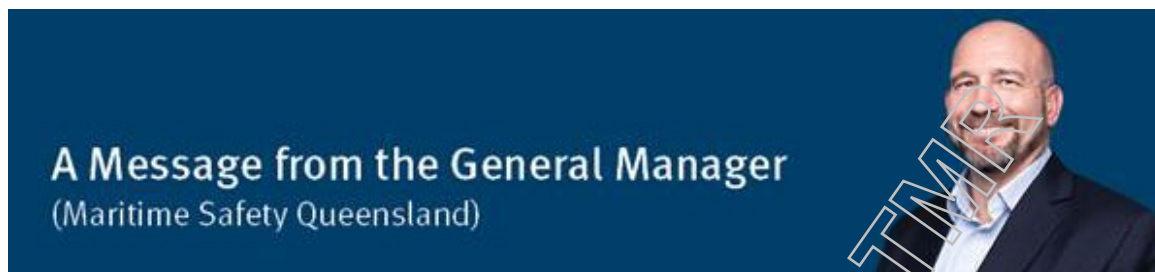 A Message from the General Manager
(Maritime Safety Queensland)
TMR